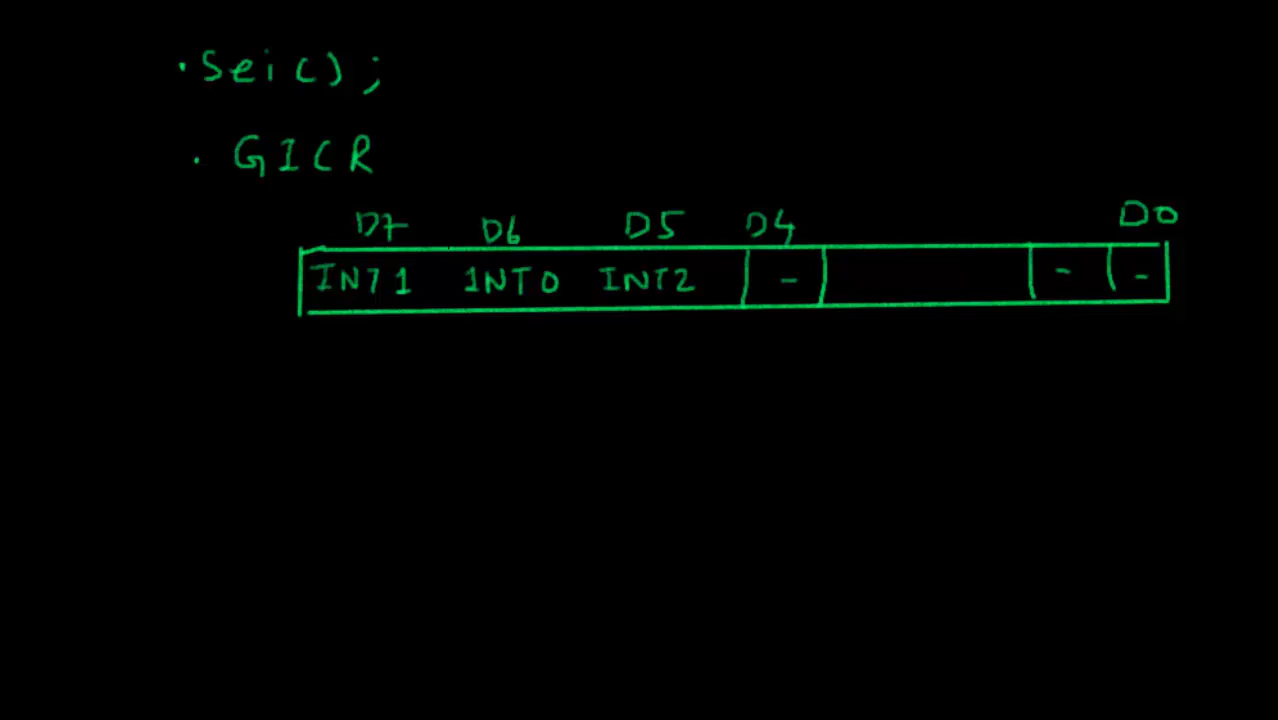 · Sei();
· GICR
D7 D6 D5 D4 D0
INT1 INT0 INT2 - - -